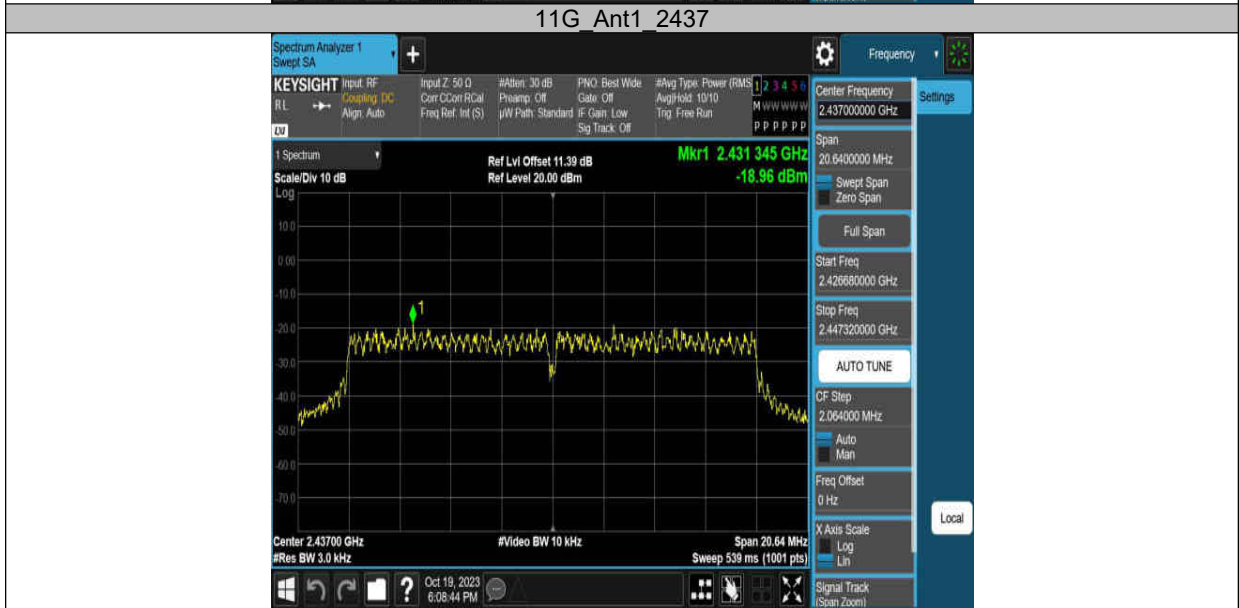 11G_Ant1_2437
Spectrum Analyzer 1
Swept SA
Frequency
KEYSIGHT
Input: RF
Coupling: DC
Align: Auto
RL
LXI
Input Z: 50 Ω
Corr CCorr RCal
Freq Ref: Int (S)
#Atten: 30 dB
Preamp: Off
µW Path: Standard
PNO: Best Wide
Gate: Off
IF Gain: Low
Sig Track: Off
#Avg Type: Power (RMS
Avg|Hold: 10/10
Trig: Free Run
1 2 3 4 5 6
M W W W W W
P P P P P P
1 Spectrum
Scale/Div 10 dB
Ref Lvl Offset 11.39 dB
Ref Level 20.00 dBm
Mkr1 2.431 345 GHz
-18.96 dBm
Log
10.0
0.00
-10.0
-20.0
-30.0
-40.0
-50.0
-60.0
-70.0
1
Center 2.43700 GHz
#Res BW 3.0 kHz
#Video BW 10 kHz
Span 20.64 MHz
Sweep 539 ms (1001 pts)
Center Frequency
2.437000000 GHz
Settings
Span
20.6400000 MHz
Swept Span
Zero Span
Full Span
Start Freq
2.426680000 GHz
Stop Freq
2.447320000 GHz
AUTO TUNE
CF Step
2.064000 MHz
Auto
Man
Freq Offset
0 Hz
X Axis Scale
Log
Lin
Local
Signal Track
(Span Zoom)
?
Oct 19, 2023
6:08:44 PM